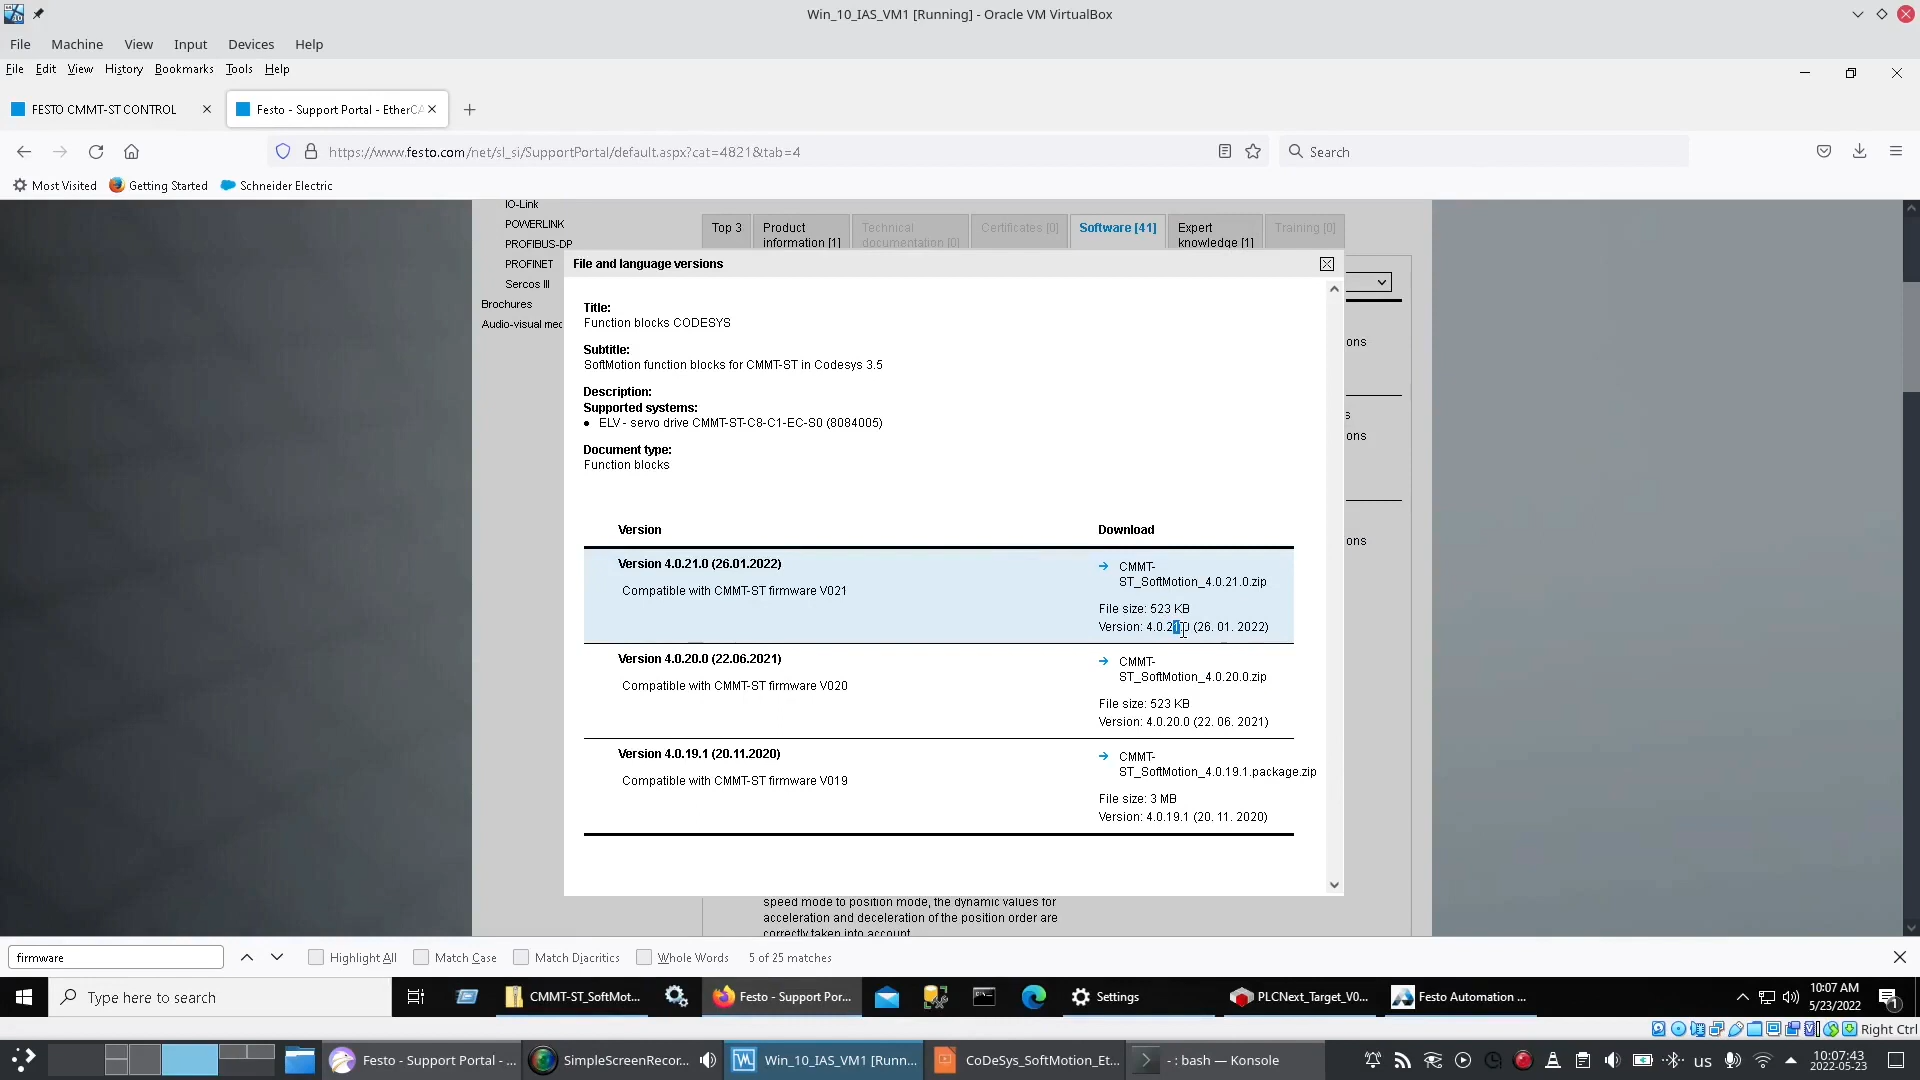 Win_10_IAS_VM1 [Running] - Oracle VM VirtualBox
File Machine View Input Devices Help
File Edit View History Bookmarks Tools Help
FESTO CMMT-ST CONTROL
Festo - Support Portal - EtherCA
https://www.festo.com/net/sl_si/SupportPortal/default.aspx?cat=4821&tab=4
Search
Most Visited Getting Started Schneider Electric
IO-Link
POWERLINK
PROFIBUS-DP
PROFINET
Sercos III
Brochures
Audio-visual med
Top 3
Product
information [1]
Technical
documentation [0]
Certificates [0]
Software [41]
Expert
knowledge [1]
Training [0]
File and language versions
Title:
Function blocks CODESYS
Subtitle:
SoftMotion function blocks for CMMT-ST in Codesys 3.5
Description:
Supported systems:
• ELV - servo drive CMMT-ST-C8-C1-EC-S0 (8084005)
Document type:
Function blocks
Version Download
Version 4.0.21.0 (26.01.2022)
Compatible with CMMT-ST firmware V021
CMMT-
ST_SoftMotion_4.0.21.0.zip
File size: 523 KB
Version: 4.0.21.0 (26. 01. 2022)
Version 4.0.20.0 (22.06.2021)
Compatible with CMMT-ST firmware V020
CMMT-
ST_SoftMotion_4.0.20.0.zip
File size: 523 KB
Version: 4.0.20.0 (22. 06. 2021)
Version 4.0.19.1 (20.11.2020)
Compatible with CMMT-ST firmware V019
CMMT-
ST_SoftMotion_4.0.19.1.package.zip
File size: 3 MB
Version: 4.0.19.1 (20. 11. 2020)
ons
s
ons
ons
speed mode to position mode, the dynamic values for
acceleration and deceleration of the position order are
correctly taken into account
firmware
Highlight All Match Case Match Diacritics Whole Words 5 of 25 matches
Type here to search
CMMT-ST_SoftMot...
Festo - Support Por...
Settings
PLCNext_Target_V0...
Festo Automation ...
10:07 AM
5/23/2022
1
Right Ctrl
Festo - Support Portal - ...
SimpleScreenRecor...
Win_10_IAS_VM1 [Runn...
CoDeSys_SoftMotion_Et...
- : bash — Konsole
us
10:07:43
2022-05-23